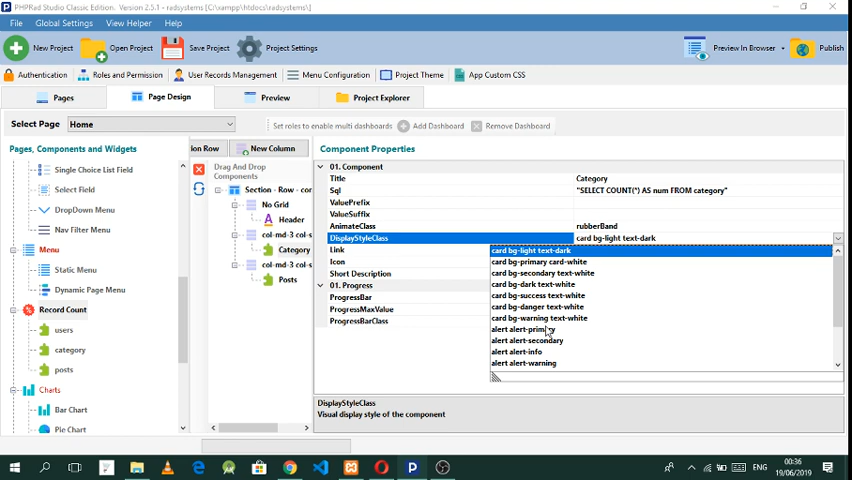 PHPRad Studio Classic Edition. - Version 2.5.1 - radsystems [C:\xampp\htdocs\radsystems\]
File Global Settings View Helper Help
New Project Open Project Save Project Project Settings Preview In Browser Publish
Authentication Roles and Permission User Records Management Menu Configuration Project Theme App Custom CSS
Pages Page Design Preview Project Explorer
Select Page Home Set roles to enable multi dashboards Add Dashboard Remove Dashboard
Pages, Components and Widgets
Single Choice List Field
Select Field
DropDown Menu
Nav Filter Menu
Menu
Static Menu
Dynamic Page Menu
Record Count
users
category
posts
Charts
Bar Chart
Pie Chart
ion Row New Column
Drag And Drop
Components
Section - Row - cor
No Grid
Header
col-md-3 col-s
Category
col-md-3 col-s
Posts
Component Properties
01. Component
Title Category
Sql "SELECT COUNT(*) AS num FROM category"
ValuePrefix
ValueSuffix
AnimateClass rubberBand
DisplayStyleClass card bg-light text-dark
Link
Icon
Short Description
01. Progress
ProgressBar
ProgressMaxValue
ProgressBarClass
card bg-light text-dark
card bg-primary card-white
card bg-secondary text-white
card bg-dark text-white
card bg-success text-white
card bg-danger text-white
card bg-warning text-white
alert alert-primary
alert alert-secondary
alert alert-info
alert alert-warning
DisplayStyleClass
Visual display style of the component
ENG
00:36
19/06/2019